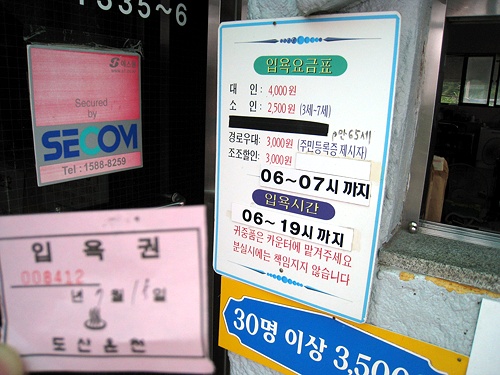 1335~6
Secured
by
SECOM
Tel : 1588-8259
입욕요금표
대 인 : 4,000원
소 인 : 2,500원 (3세-7세)
만65세
경로우대: 3,000원 (주민등록증 제시자)
조조할인: 3,000원
06~07시 까지
입욕시간
06~ 19시 까지
귀중품은 카운터에 맡겨주세요
분실시에는 책임지지 않습니다
30명 이상 3,500
입 욕 권
008412
년 월 일
도 산 온 천